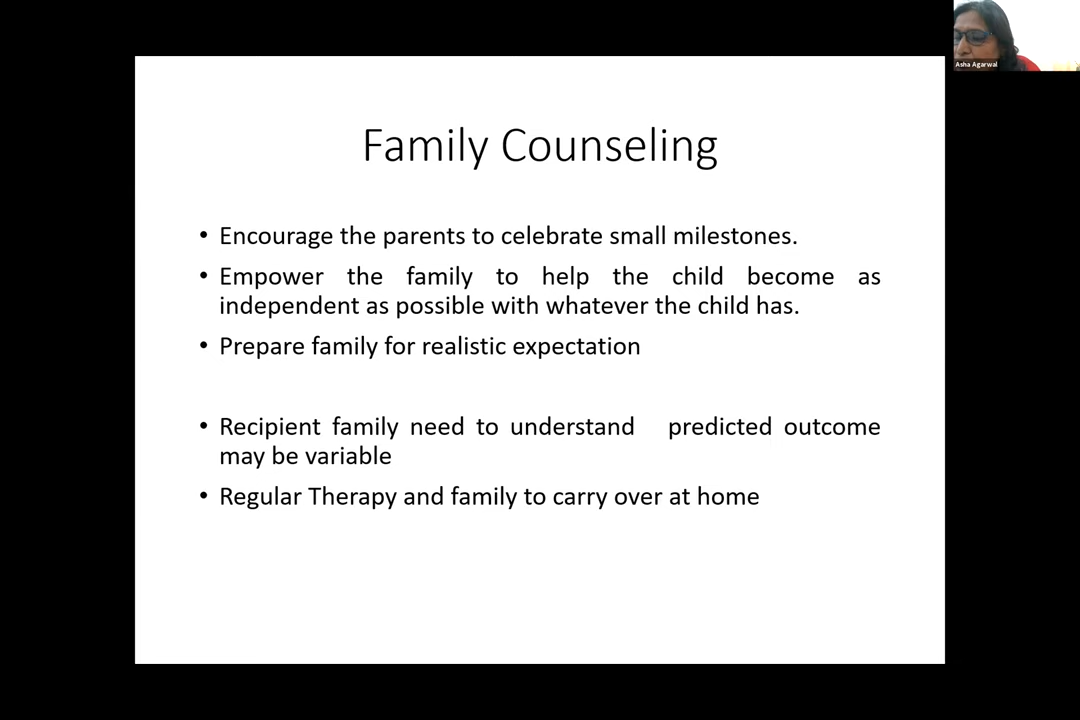 Asha Agarwal
Family Counseling
• Encourage the parents to celebrate small milestones.
• Empower the family to help the child become as
independent as possible with whatever the child has.
• Prepare family for realistic expectation
• Recipient family need to understand predicted outcome
may be variable
• Regular Therapy and family to carry over at home